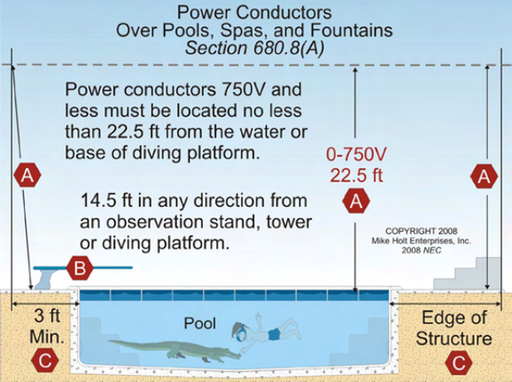 Power Conductors
Over Pools, Spas, and Fountains
Section 680.8(A)
Power conductors 750V and
less must be located no less
than 22.5 ft from the water or
base of diving platform.
0-750V
22.5 ft
A
A
A
14.5 ft in any direction from
an observation stand, tower
or diving platform.
COPYRIGHT 2008
Mike Holt Enterprises, Inc.
2008 NEC
B
3 ft
Min.
C
Pool
Edge of
Structure
C